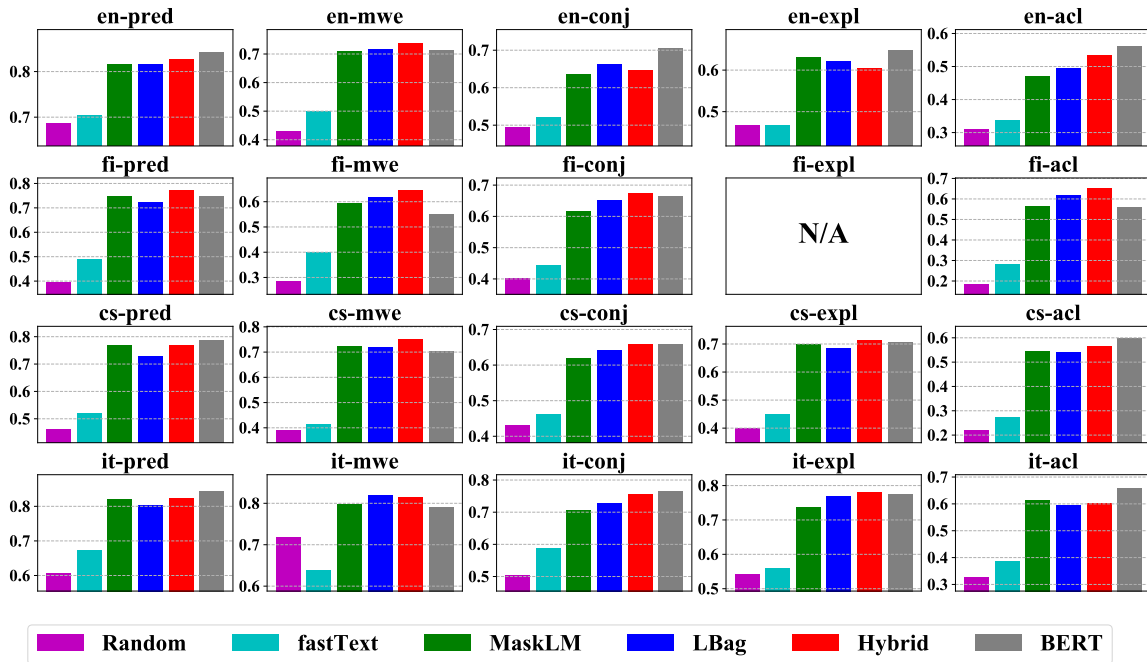 en-pred en-mwe en-conj en-expl en-acl
0.8 0.7 0.7 0.6 0.6
0.7 0.6 0.6 0.5 0.5
0.5 0.5 0.4
0.4 0.3
fi-pred fi-mwe fi-conj fi-expl fi-acl
0.8 0.6 0.7 N/A 0.7
0.7 0.5 0.6 0.6
0.6 0.4 0.5 0.5
0.5 0.3 0.4 0.4
0.4 0.3
0.2
cs-pred cs-mwe cs-conj cs-expl cs-acl
0.8 0.8 0.7 0.7 0.6
0.7 0.7 0.6 0.6 0.5
0.6 0.6 0.5 0.5 0.4
0.5 0.5 0.4 0.4 0.3
0.4 0.2
it-pred it-mwe it-conj it-expl it-acl
0.8 0.8 0.8 0.8 0.7
0.7 0.7 0.7 0.7 0.6
0.6 0.6 0.6 0.6 0.5
0.5 0.5 0.4
0.3
Random fastText MaskLM LBag Hybrid BERT